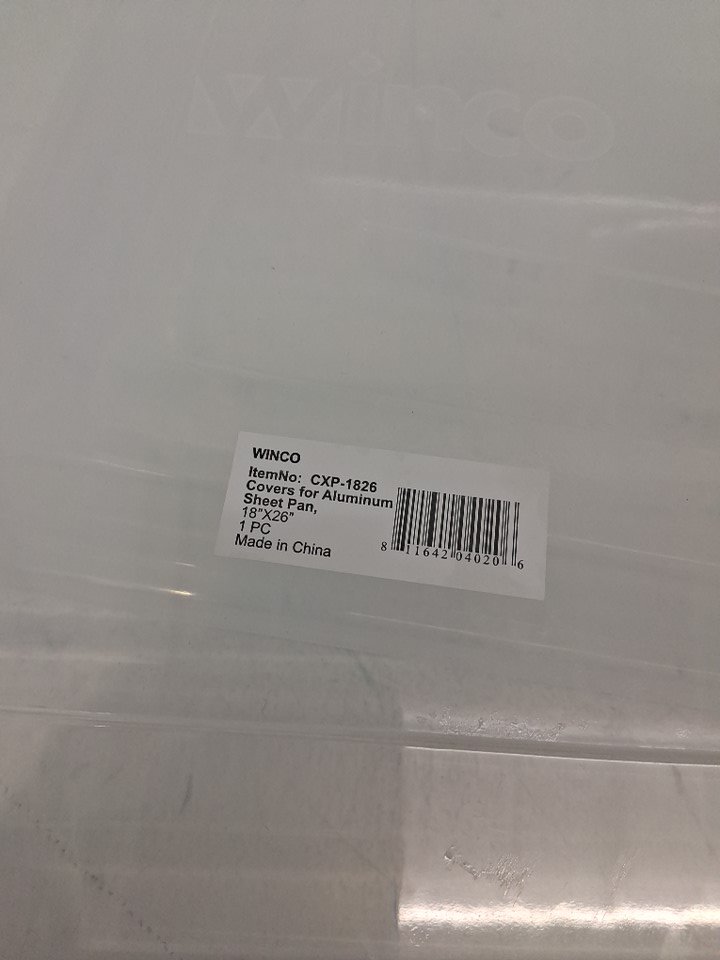 Winco
WINCO
ItemNo: CXP-1826
Covers for Aluminum
Sheet Pan,
18"X26"
1 PC
Made in China
8 11642 04020 6